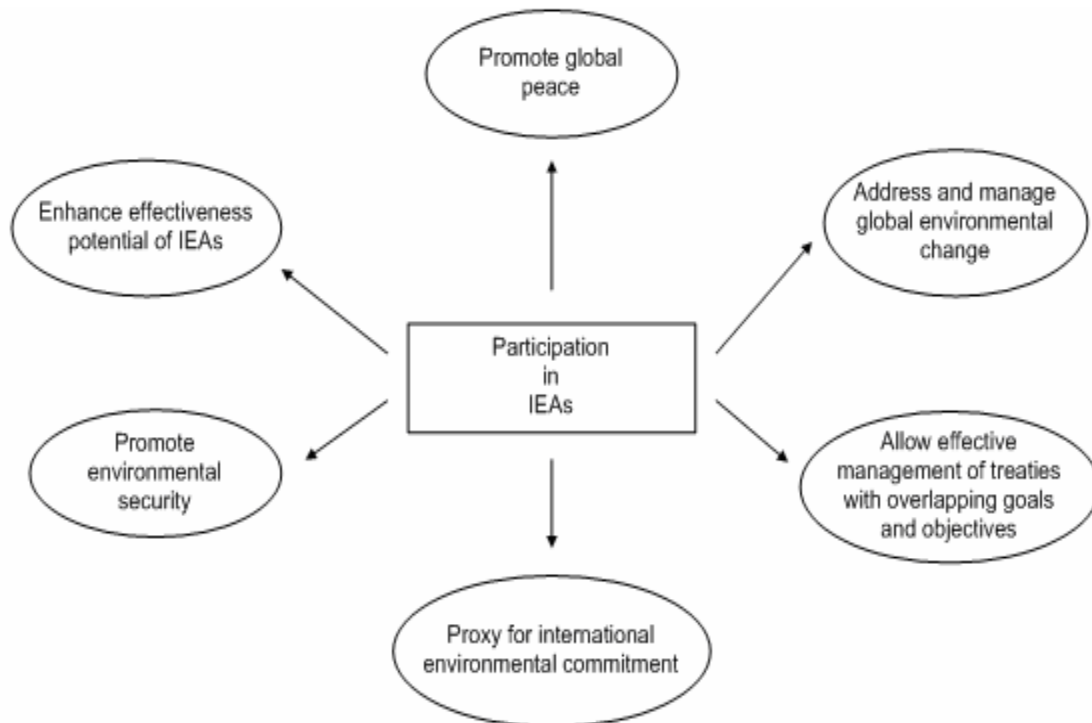 Promote global
peace
Enhance effectiveness
potential of IEAs
Address and manage
global environmental
change
Participation
in
IEAs
Promote
environmental
security
Allow effective
management of treaties
with overlapping goals
and objectives
Proxy for international
environmental commitment